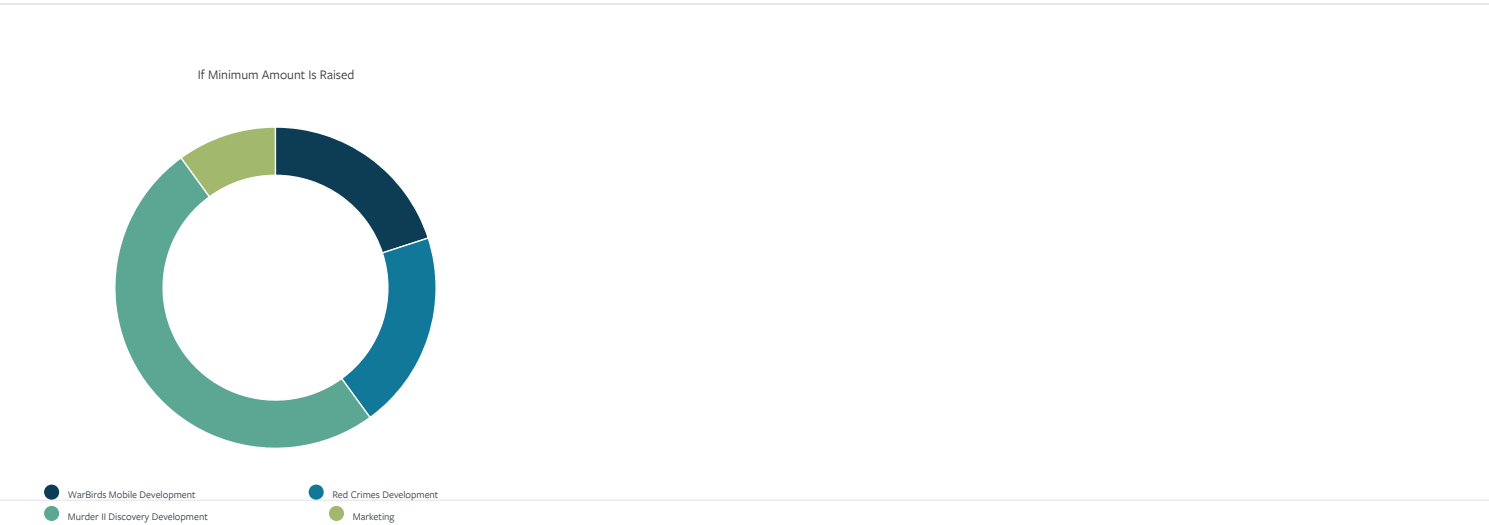 If Minimum Amount Is Raised
WarBirds Mobile Development
Red Crimes Development
Murder II Discovery Development
Marketing